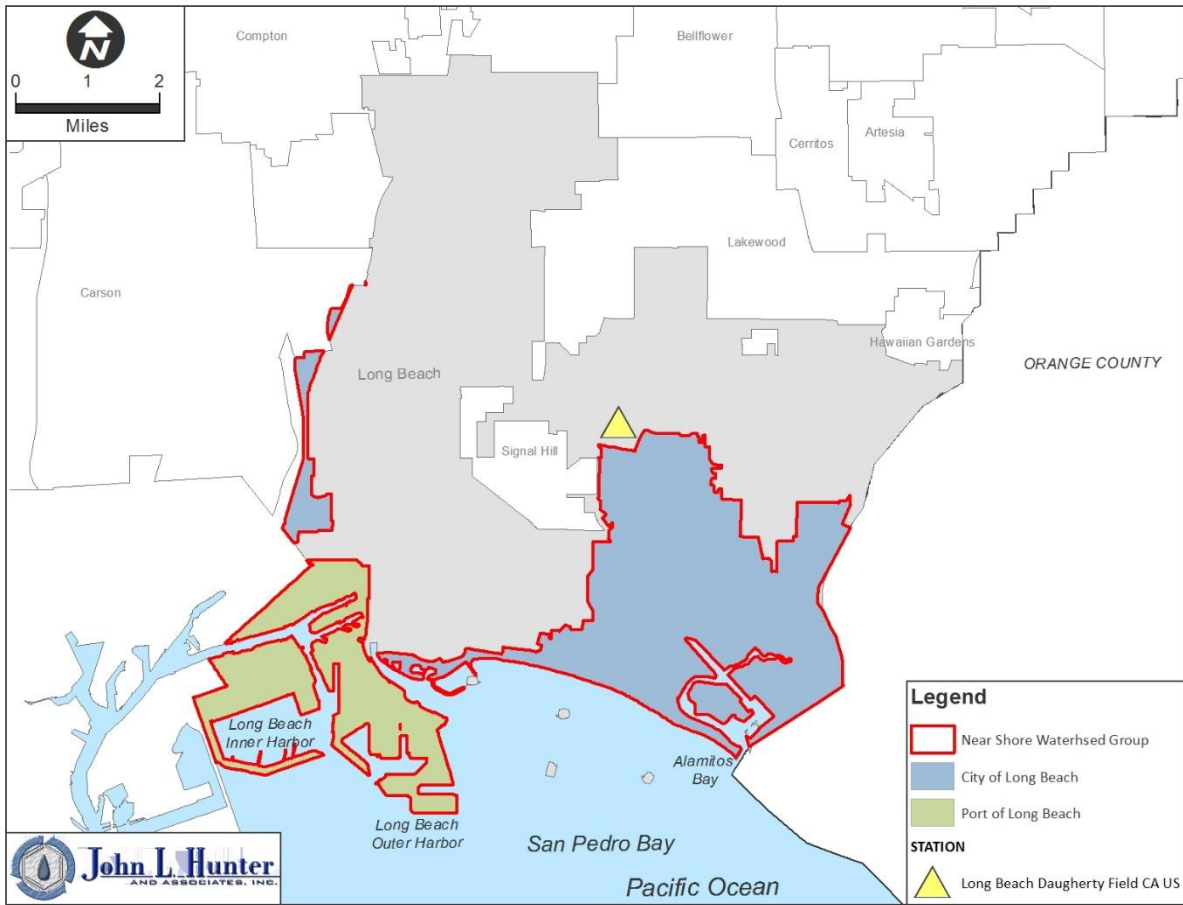 N
0 1 2
Miles
Compton
Bellflower
Cerritos
Artesia
Lakewood
Carson
Hawaiian Gardens
ORANGE COUNTY
Long Beach
Signal Hill
Long Beach
Inner Harbor
Alamitos
Bay
Long Beach
Outer Harbor
San Pedro Bay
Pacific Ocean
Legend
Near Shore Waterhsed Group
City of Long Beach
Port of Long Beach
STATION
Long Beach Daugherty Field CA US
John L. Hunter
AND ASSOCIATES, INC.